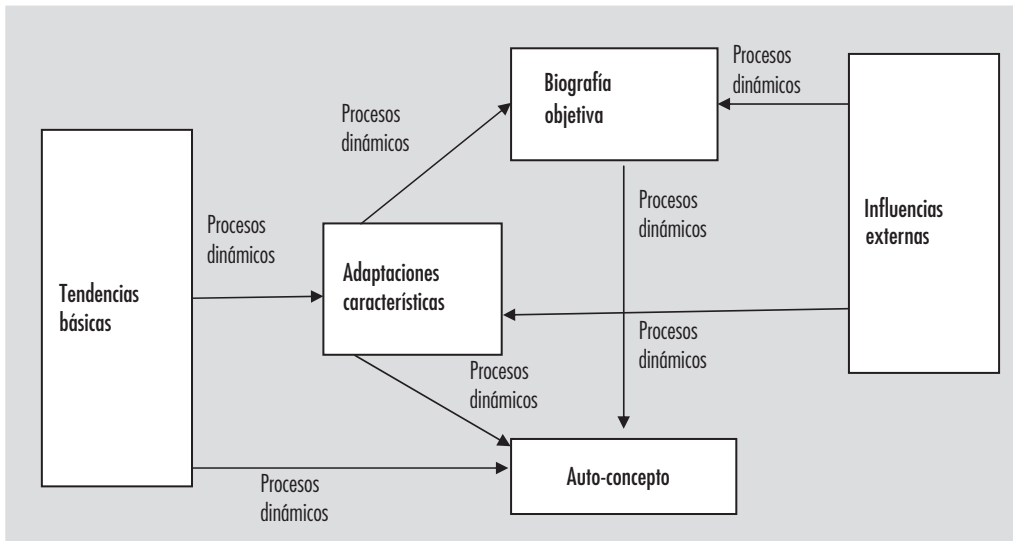 Procesos
dinámicos
Biografía
objetiva
Procesos
dinámicos
Procesos
dinámicos
Influencias
externas
Procesos
dinámicos
Adaptaciones
características
Tendencias
básicas
Procesos
dinámicos
Procesos
dinámicos
Auto-concepto
Procesos
dinámicos